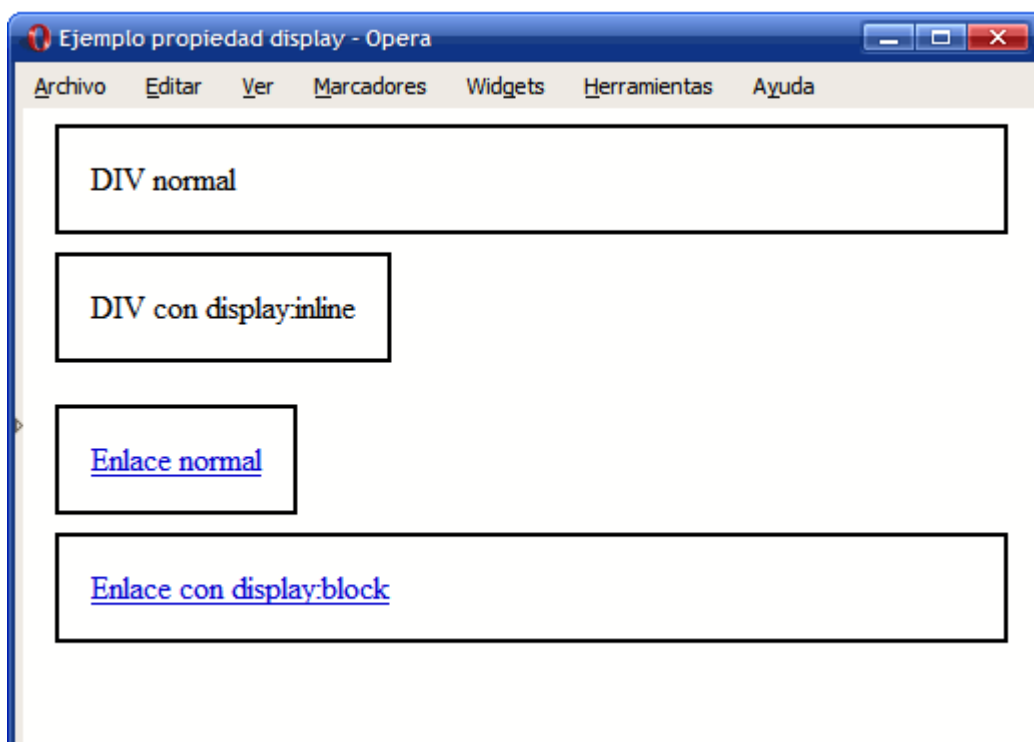 Ejemplo propiedad display - Opera
Archivo Editar Ver Marcadores Widgets Herramientas Ayuda
DIV normal
DIV con display:inline
Enlace normal
Enlace con display:block